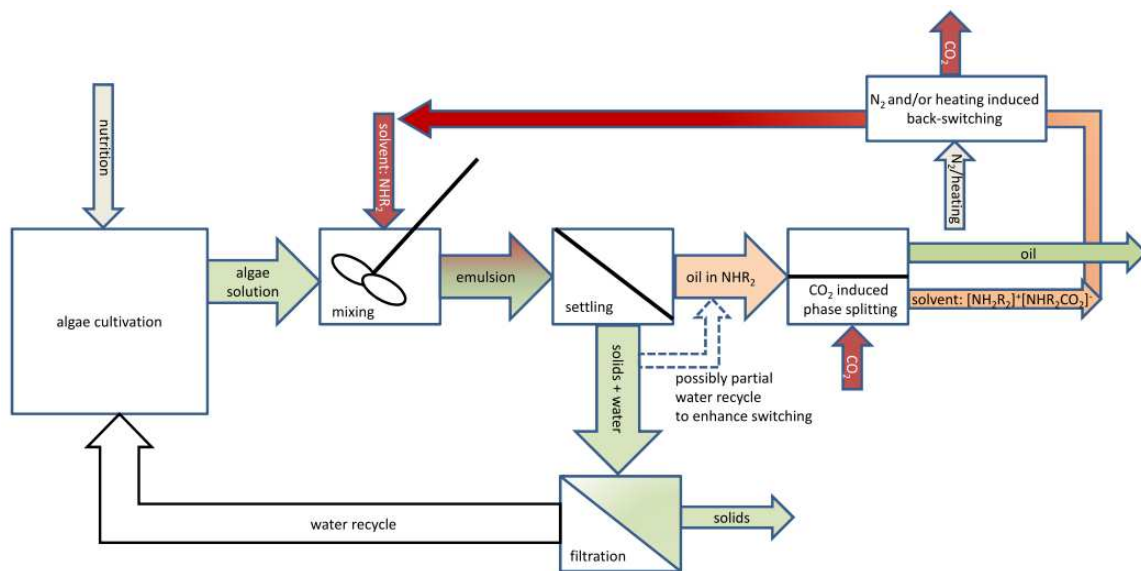 CO₂
N₂ and/or heating induced
back-switching
nutrition
solvent: NHR₂
N₂/heating
algae cultivation
algae
solution
mixing
emulsion
settling
oil in NHR₂
oil
CO₂ induced
phase splitting
solvent: [NH₂R₂]⁺[NHR₂CO₂]⁻
CO₂
solids + water
possibly partial
water recycle
to enhance switching
water recycle
filtration
solids